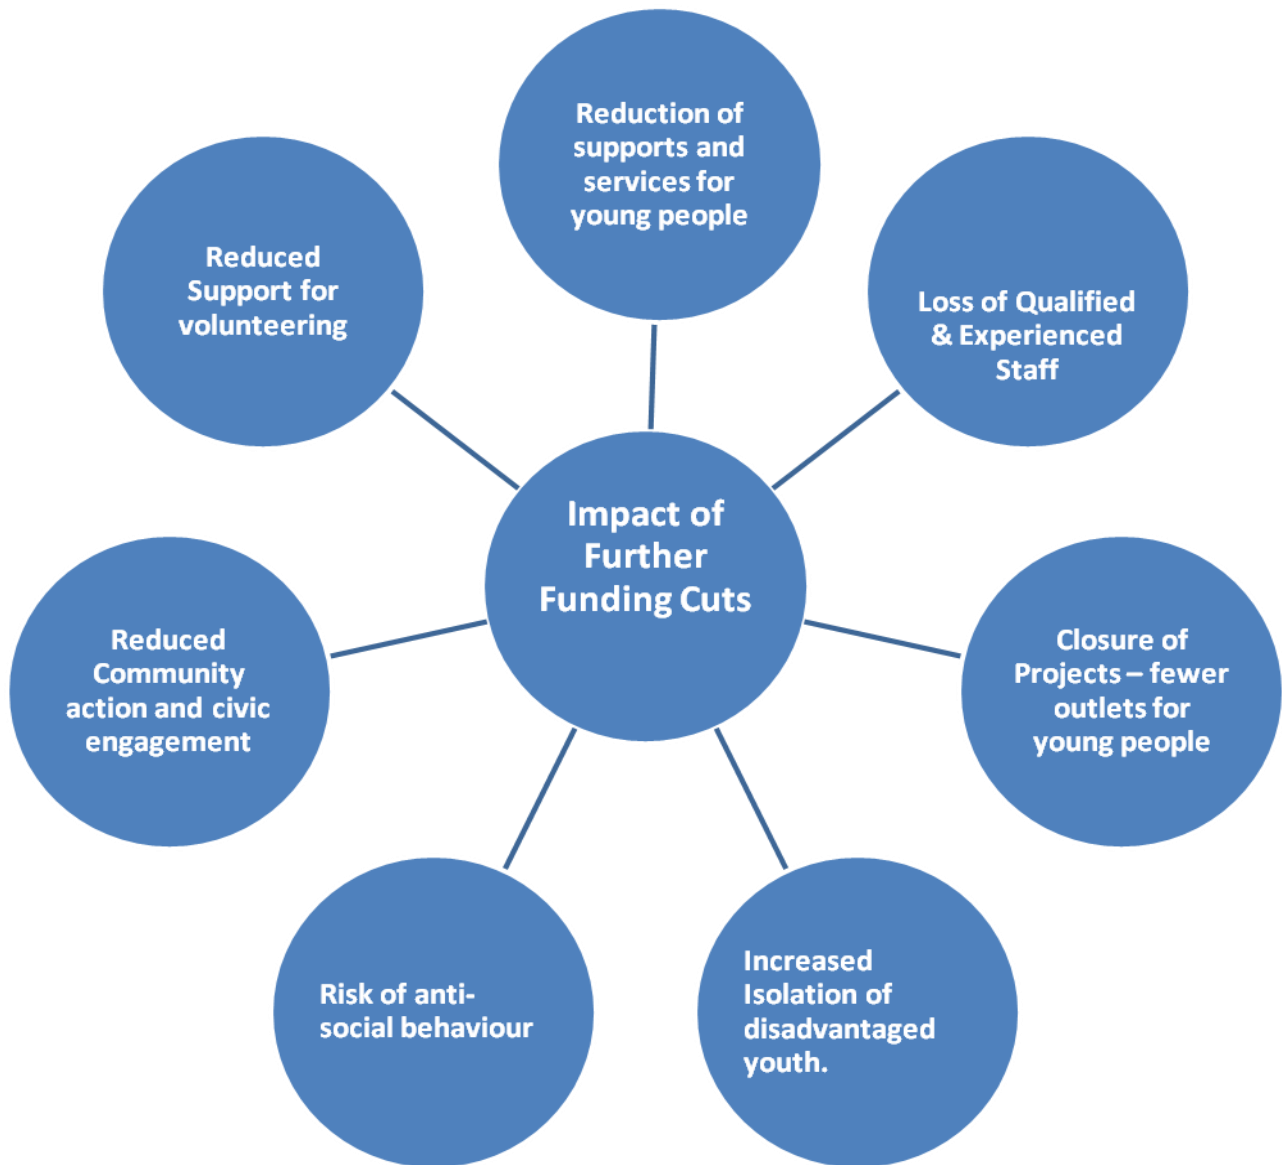 Reduction of
supports and
services for
young people
Reduced
Support for
volunteering
Loss of Qualified
& Experienced
Staff
Impact of
Further
Funding Cuts
Reduced
Community
action and civic
engagement
Closure of
Projects – fewer
outlets for
young people
Risk of anti-
social behaviour
Increased
Isolation of
disadvantaged
youth.